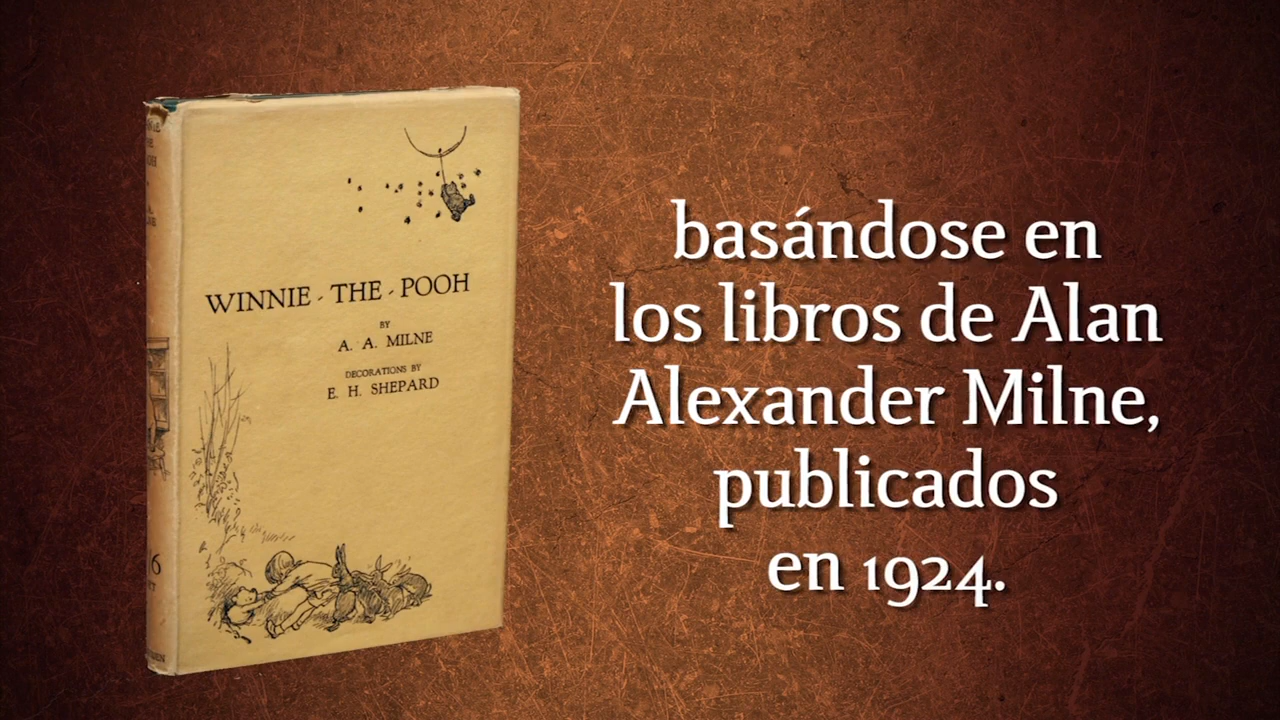 WINNIE-THE-POOH
BY
A. A. MILNE
DECORATIONS BY
E. H. SHEPARD
basándose en
los libros de Alan
Alexander Milne,
publicados
en 1924.